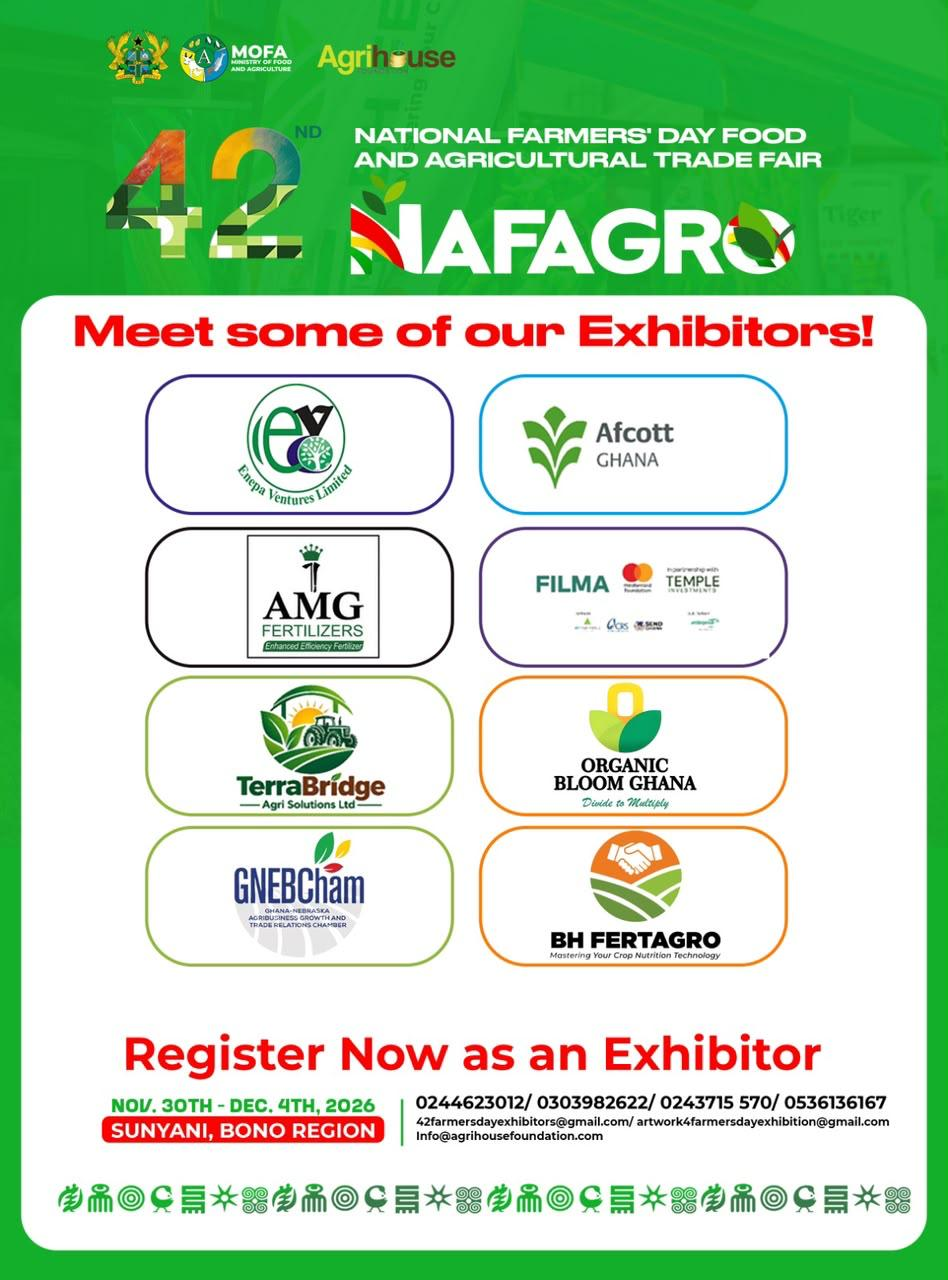 MOFA
MINISTRY OF FOOD
AND AGRICULTURE
Agrihouse
FOUNDATION
42ND
NATIONAL FARMERS' DAY FOOD
AND AGRICULTURAL TRADE FAIR
NAFAGRO
Meet some of our Exhibitors!
Enepa Ventures Limited
Afcott
GHANA
AMG
FERTILIZERS
Enhanced Efficiency Fertilizer
FILMA
mastercard
foundation
In partnership with
TEMPLE
INVESTMENTS
CRS
SEND
GHANA
TerraBridge
Agri Solutions Ltd
ORGANIC
BLOOM GHANA
Divide to Multiply
GNEBCham
GHANA-NEBRASKA
AGRIBUSINESS GROWTH AND
TRADE RELATIONS CHAMBER
BH FERTAGRO
Mastering Your Crop Nutrition Technology
Register Now as an Exhibitor
NOV. 30TH - DEC. 4TH, 2026
SUNYANI, BONO REGION
0244623012/ 0303982622/ 0243715 570/ 0536136167
42farmersdayexhibitors@gmail.com/ artwork4farmersdayexhibition@gmail.com
Info@agrihousefoundation.com